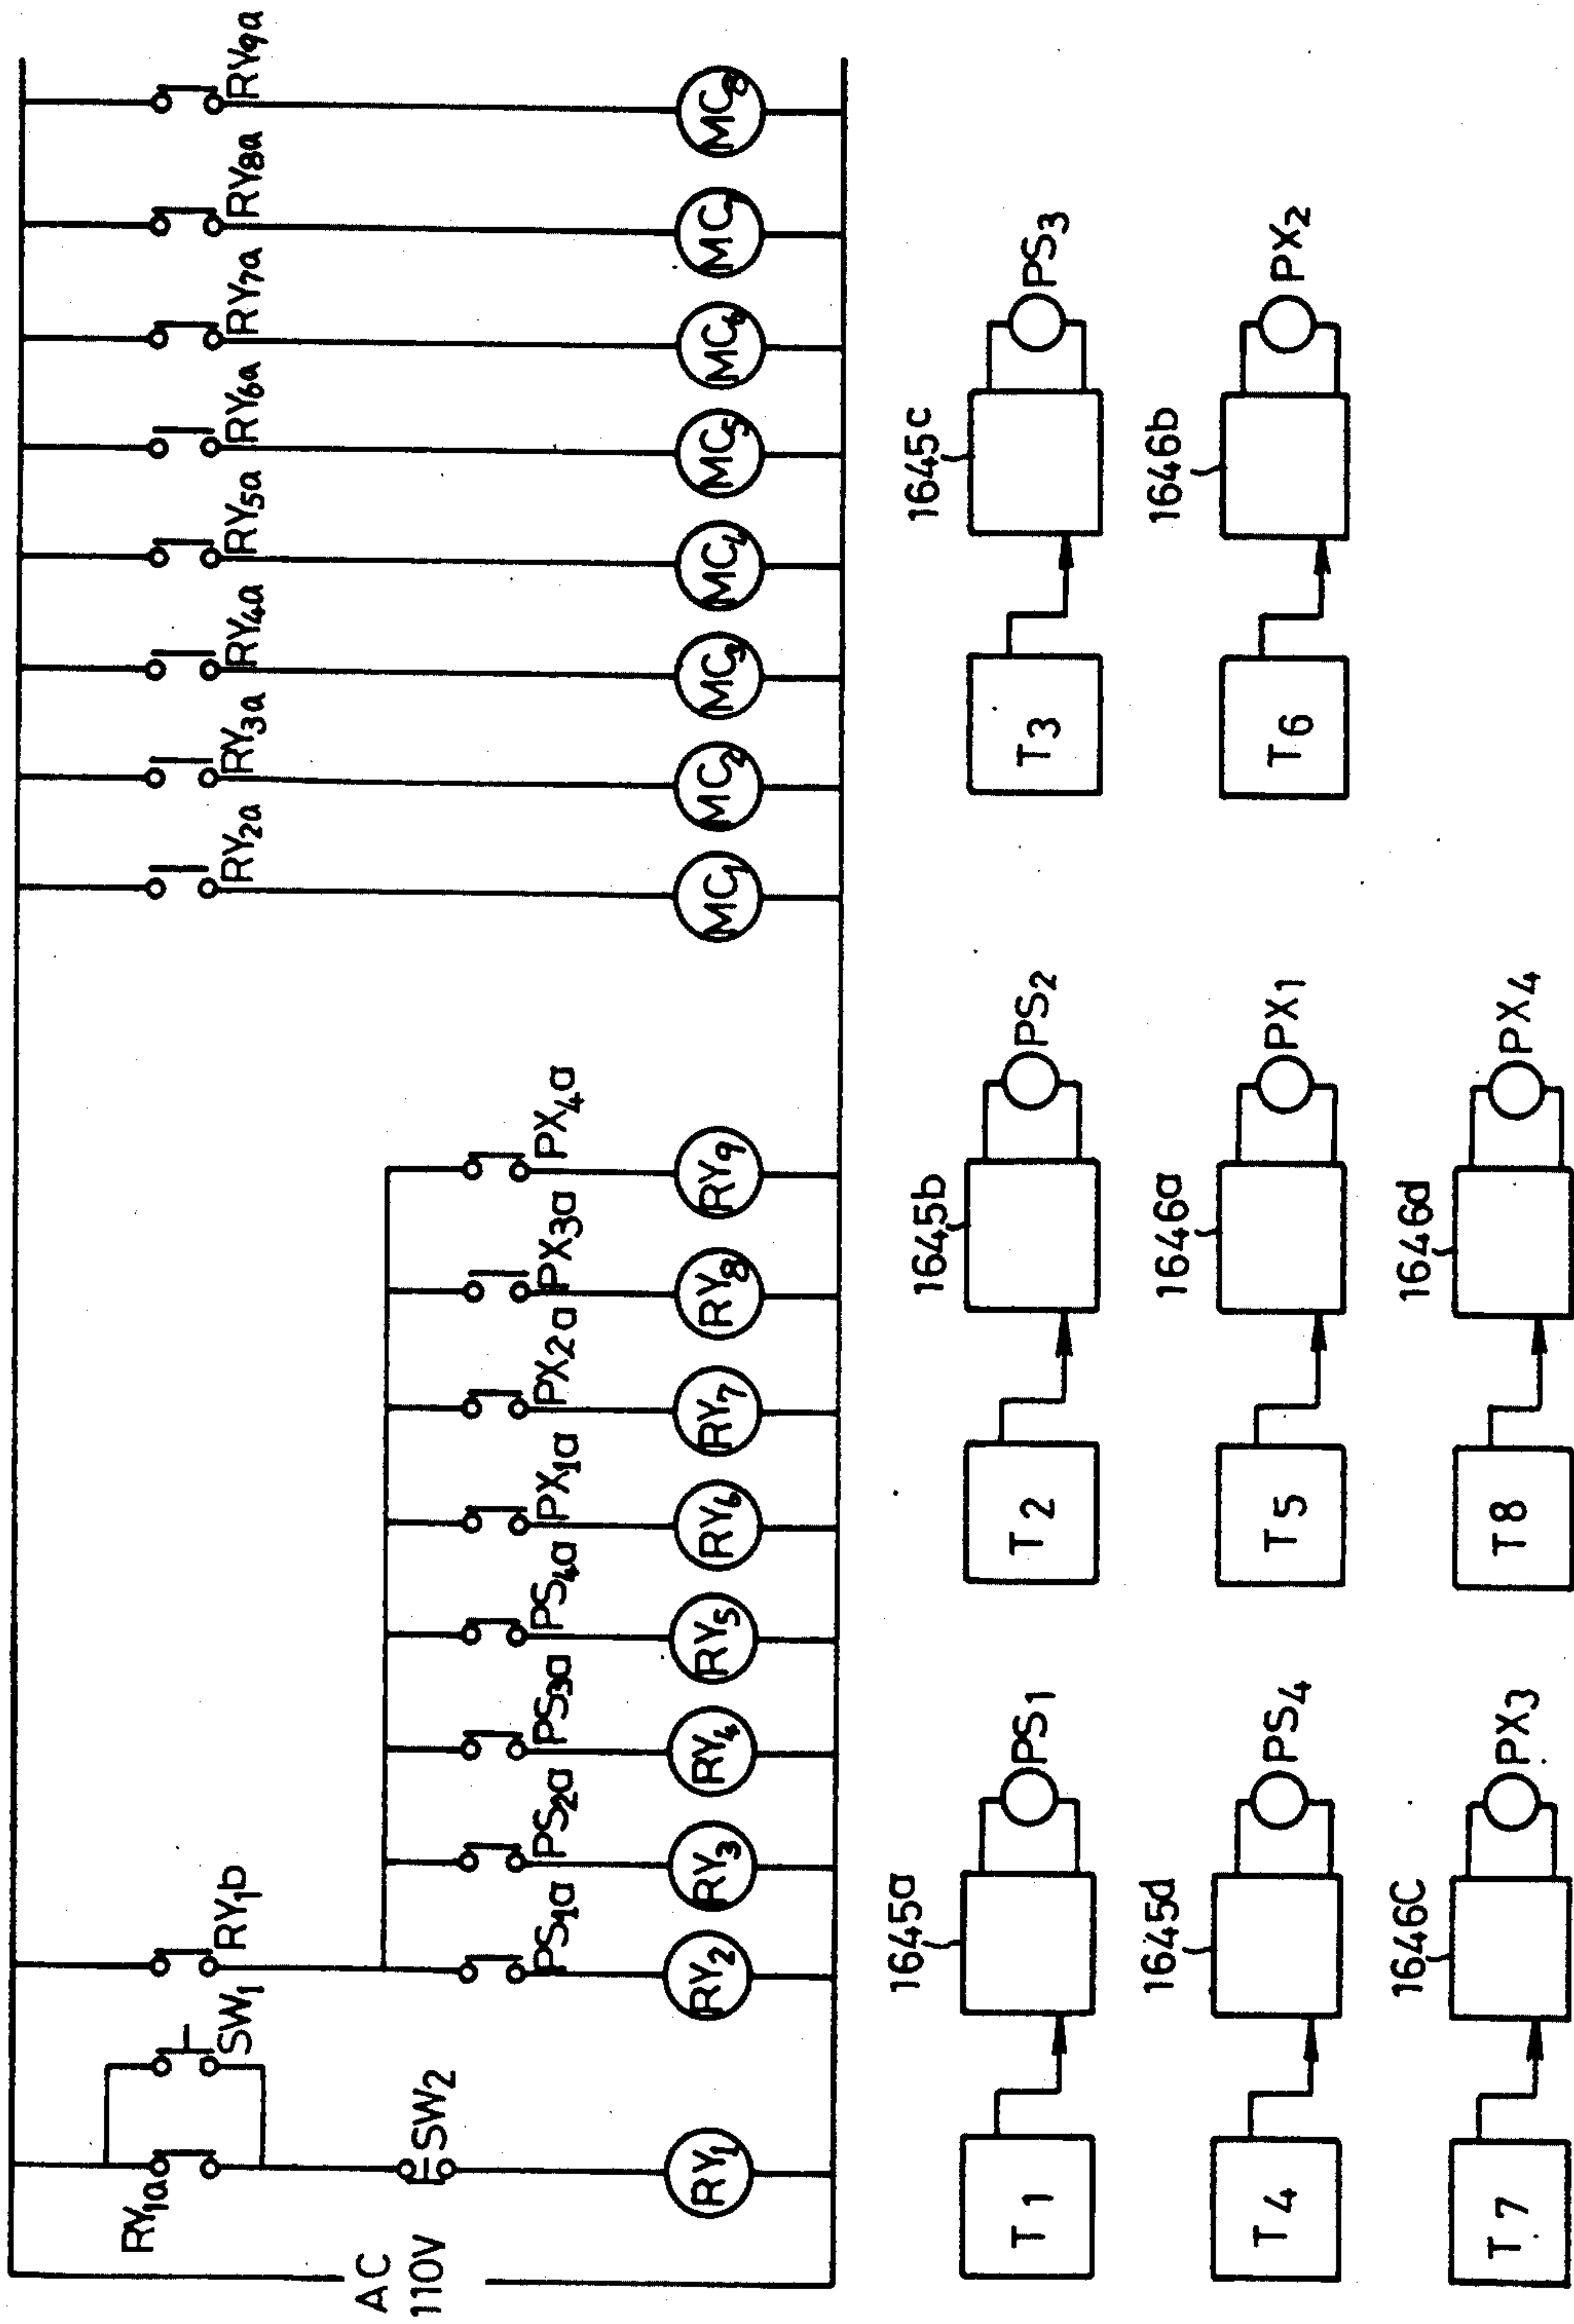 AC
110V
RY1a
SW1
SW2
RY1
RY1b
PS1a
PS2a
PS3a
PS4a
PX1a
PX2a
PX3a
PX4a
RY2
RY3
RY4
RY5
RY6
RY7
RY8
RY9
RY2a
RY3a
RY4a
RY5a
RY6a
RY7a
RY8a
RY9a
MC1
MC2
MC3
MC4
MC5
MC6
MC7
MC8
T1
1645a
PS1
T2
1645b
PS2
T3
1645c
PS3
T4
1645d
PS4
T5
1646a
PX1
T6
1646b
PX2
T7
1646C
PX3
T8
1646d
PX4